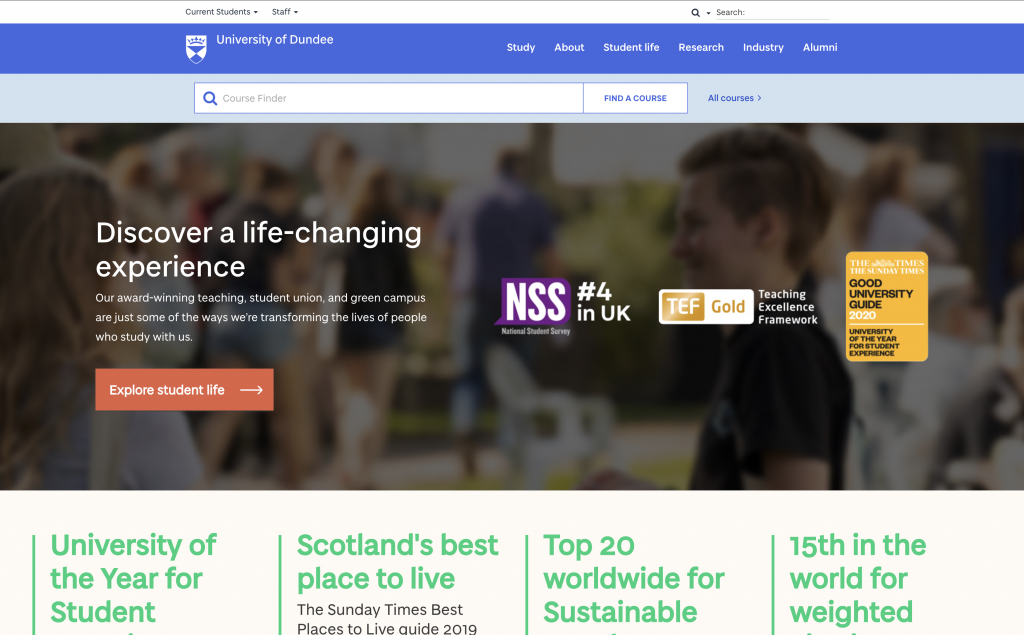 Current Students
Staff
Search:
University of Dundee
Study
About
Student life
Research
Industry
Alumni
Course Finder
FIND A COURSE
All courses
Discover a life-changing
experience
Our award-winning teaching, student union, and green campus
are just some of the ways we're transforming the lives of people
who study with us.
Explore student life
NSS
National Student Survey
#4
in UK
TEF Gold
Teaching
Excellence
Framework
THE TIMES
THE SUNDAY TIMES
GOOD
UNIVERSITY
GUIDE
2020
UNIVERSITY
OF THE YEAR
FOR STUDENT
EXPERIENCE
University of
the Year for
Student
Scotland's best
place to live
The Sunday Times Best
Places to Live guide 2019
Top 20
worldwide for
Sustainable
15th in the
world for
weighted